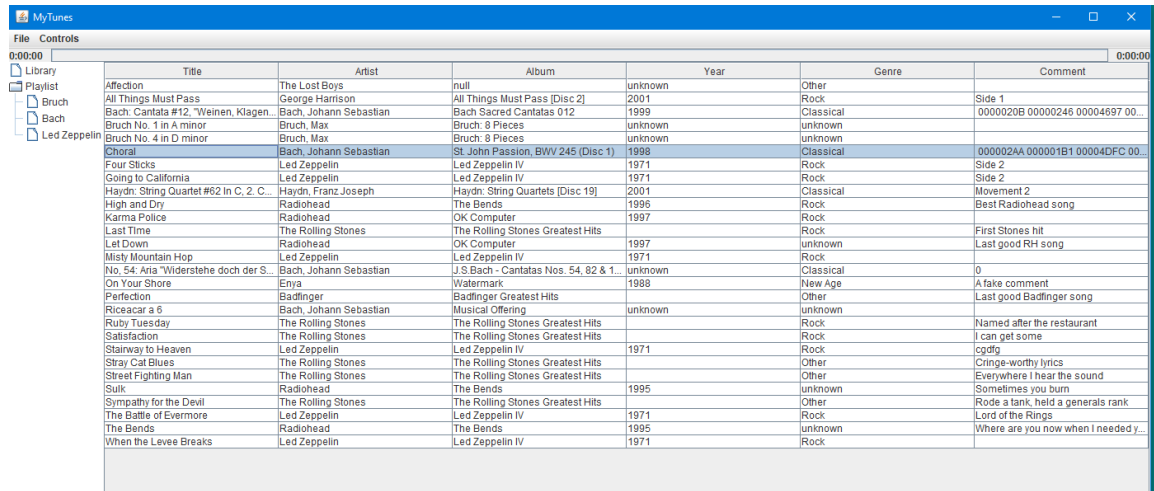 MyTunes
File Controls
0:00:00 0:00:00
Library
Playlist
Bruch
Bach
Led Zeppelin
Title Artist Album Year Genre Comment
Affection The Lost Boys null unknown Other
All Things Must Pass George Harrison All Things Must Pass [Disc 2] 2001 Rock Side 1
Bach: Cantata #12, "Weinen, Klagen... Bach, Johann Sebastian Bach Sacred Cantatas 012 1999 Classical 0000020B 00000246 00004697 00...
Bruch No. 1 in A minor Bruch, Max Bruch: 8 Pieces unknown unknown
Bruch No. 4 in D minor Bruch, Max Bruch: 8 Pieces unknown unknown
Choral Bach, Johann Sebastian St. John Passion, BWV 245 (Disc 1) 1998 Classical 000002AA 000001B1 00004DFC 00...
Four Sticks Led Zeppelin Led Zeppelin IV 1971 Rock Side 2
Going to California Led Zeppelin Led Zeppelin IV 1971 Rock Side 2
Haydn: String Quartet #62 In C, 2. C... Haydn, Franz Joseph Haydn: String Quartets [Disc 19] 2001 Classical Movement 2
High and Dry Radiohead The Bends 1996 Rock Best Radiohead song
Karma Police Radiohead OK Computer 1997 Rock
Last TIme The Rolling Stones The Rolling Stones Greatest Hits Rock First Stones hit
Let Down Radiohead OK Computer 1997 unknown Last good RH song
Misty Mountain Hop Led Zeppelin Led Zeppelin IV 1971 Rock
No, 54: Aria "Widerstehe doch der S... Bach, Johann Sebastian J.S.Bach - Cantatas Nos. 54, 82 & 1... unknown Classical 0
On Your Shore Enya Watermark 1988 New Age A fake comment
Perfection Badfinger Badfinger Greatest Hits Other Last good Badfinger song
Riceacar a 6 Bach, Johann Sebastian Musical Offering unknown unknown
Ruby Tuesday The Rolling Stones The Rolling Stones Greatest Hits Rock Named after the restaurant
Satisfaction The Rolling Stones The Rolling Stones Greatest Hits Rock I can get some
Stairway to Heaven Led Zeppelin Led Zeppelin IV 1971 Rock cgdfg
Stray Cat Blues The Rolling Stones The Rolling Stones Greatest Hits Other Cringe-worthy lyrics
Street Fighting Man The Rolling Stones The Rolling Stones Greatest Hits Other Everywhere I hear the sound
Sulk Radiohead The Bends 1995 unknown Sometimes you burn
Sympathy for the Devil The Rolling Stones The Rolling Stones Greatest Hits Other Rode a tank, held a generals rank
The Battle of Evermore Led Zeppelin Led Zeppelin IV 1971 Rock Lord of the Rings
The Bends Radiohead The Bends 1995 unknown Where are you now when I needed y...
When the Levee Breaks Led Zeppelin Led Zeppelin IV 1971 Rock